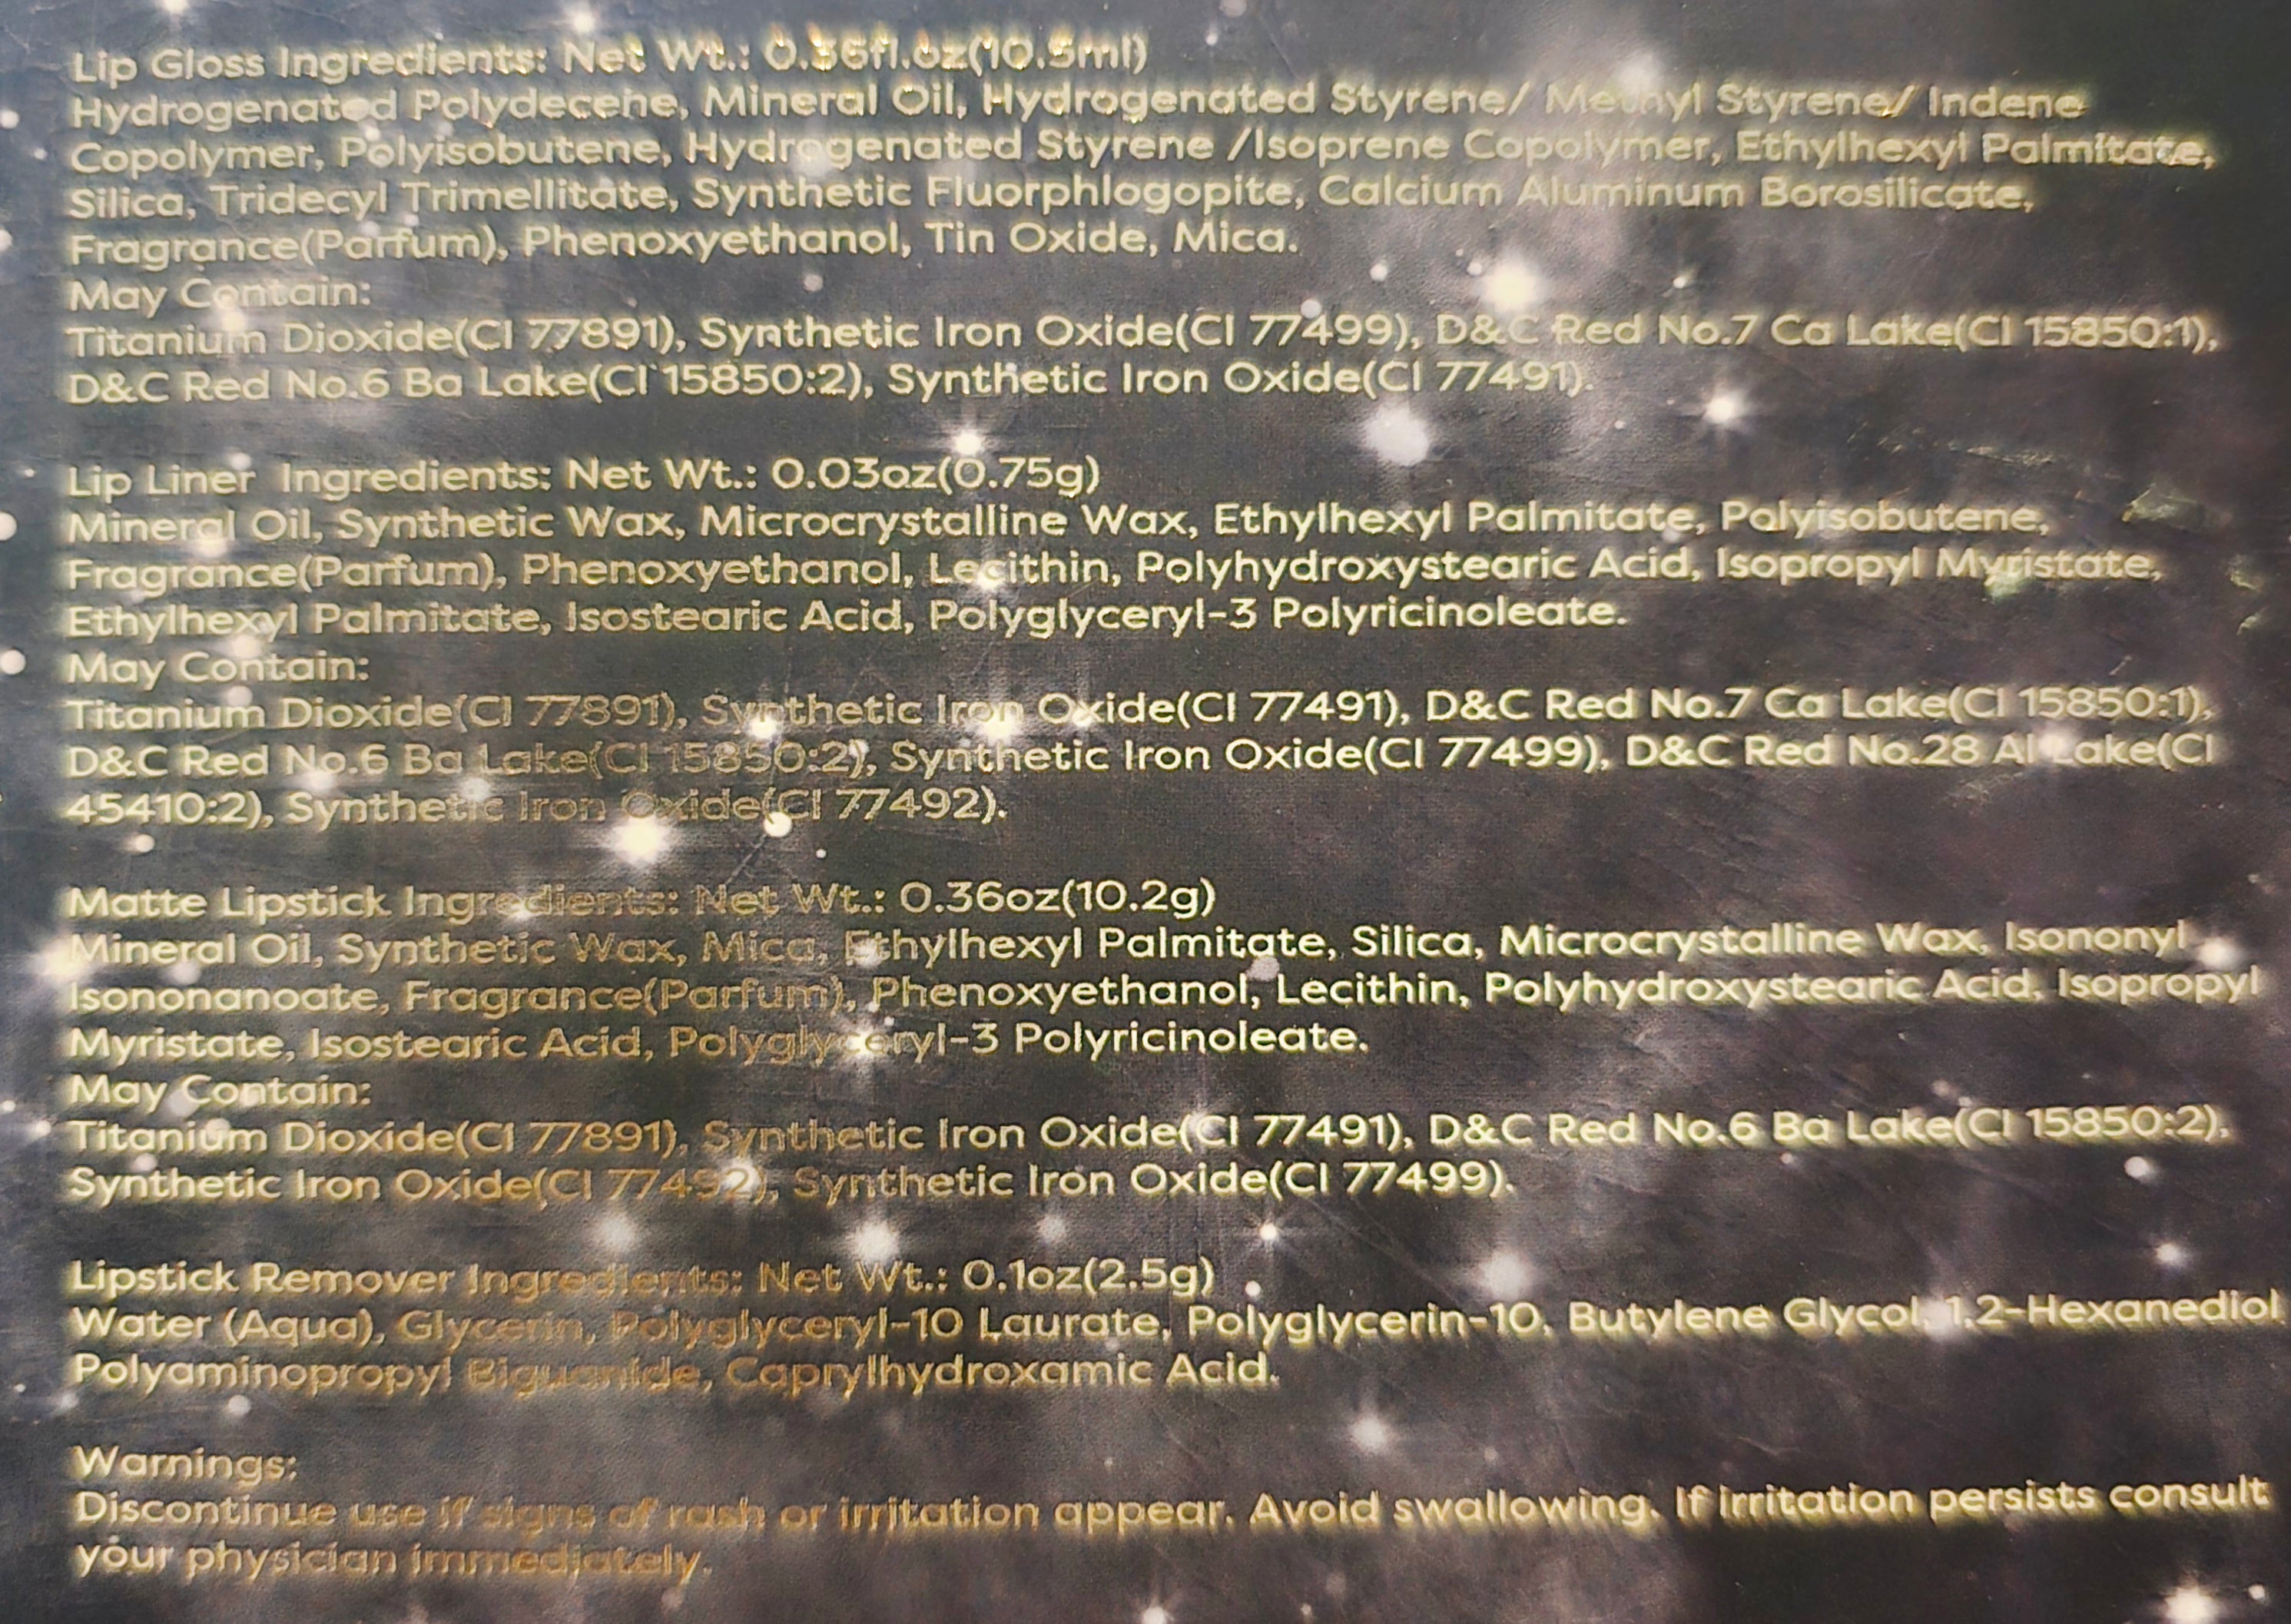 Lip Gloss Ingredients: Net Wt.: 0.36fl.oz(10.5ml)
Hydrogenated Polydecene, Mineral Oil, Hydrogenated Styrene/ Methyl Styrene/ Indene
Copolymer, Polyisobutene, Hydrogenated Styrene /Isoprene Copolymer, Ethylhexyl Palmitate,
Silica, Tridecyl Trimellitate, Synthetic Fluorphlogopite, Calcium Aluminum Borosilicate,
Fragrance(Parfum), Phenoxyethanol, Tin Oxide, Mica.
May Contain:
Titanium Dioxide(CI 77891), Synthetic Iron Oxide(CI 77499), D&C Red No.7 Ca Lake(CI 15850:1),
D&C Red No.6 Ba Lake(CI 15850:2), Synthetic Iron Oxide(CI 77491).
Lip Liner Ingredients: Net Wt.: 0.03oz(0.75g)
Mineral Oil, Synthetic Wax, Microcrystalline Wax, Ethylhexyl Palmitate, Polyisobutene,
Fragrance(Parfum), Phenoxyethanol, Lecithin, Polyhydroxystearic Acid, Isopropyl Myristate,
Ethylhexyl Palmitate, Isostearic Acid, Polyglyceryl-3 Polyricinoleate.
May Contain:
Titanium Dioxide(CI 77891), Synthetic Iron Oxide(CI 77491), D&C Red No.7 Ca Lake(CI 15850:1),
D&C Red No.6 Ba Lake(CI 15850:2), Synthetic Iron Oxide(CI 77499), D&C Red No.28 Al Lake(CI
45410:2), Synthetic Iron Oxide(CI 77492).
Matte Lipstick Ingredients: Net Wt.: 0.36oz(10.2g)
Mineral Oil, Synthetic Wax, Mica, Ethylhexyl Palmitate, Silica, Microcrystalline Wax, Isononyl
Isononanoate, Fragrance(Parfum), Phenoxyethanol, Lecithin, Polyhydroxystearic Acid, Isopropyl
Myristate, Isostearic Acid, Polyglyceryl-3 Polyricinoleate.
May Contain:
Titanium Dioxide(CI 77891), Synthetic Iron Oxide(CI 77491), D&C Red No.6 Ba Lake(CI 15850:2),
Synthetic Iron Oxide(CI 77492), Synthetic Iron Oxide(CI 77499).
Lipstick Remover Ingredients: Net Wt.: 0.1oz(2.5g)
Water (Aqua), Glycerin, Polyglyceryl-10 Laurate, Polyglycerin-10, Butylene Glycol, 1,2-Hexanediol,
Polyaminopropyl Biguanide, Caprylhydroxamic Acid.
Warnings:
Discontinue use if signs of rash or irritation appear. Avoid swallowing. If irritation persists consult
your physician immediately.